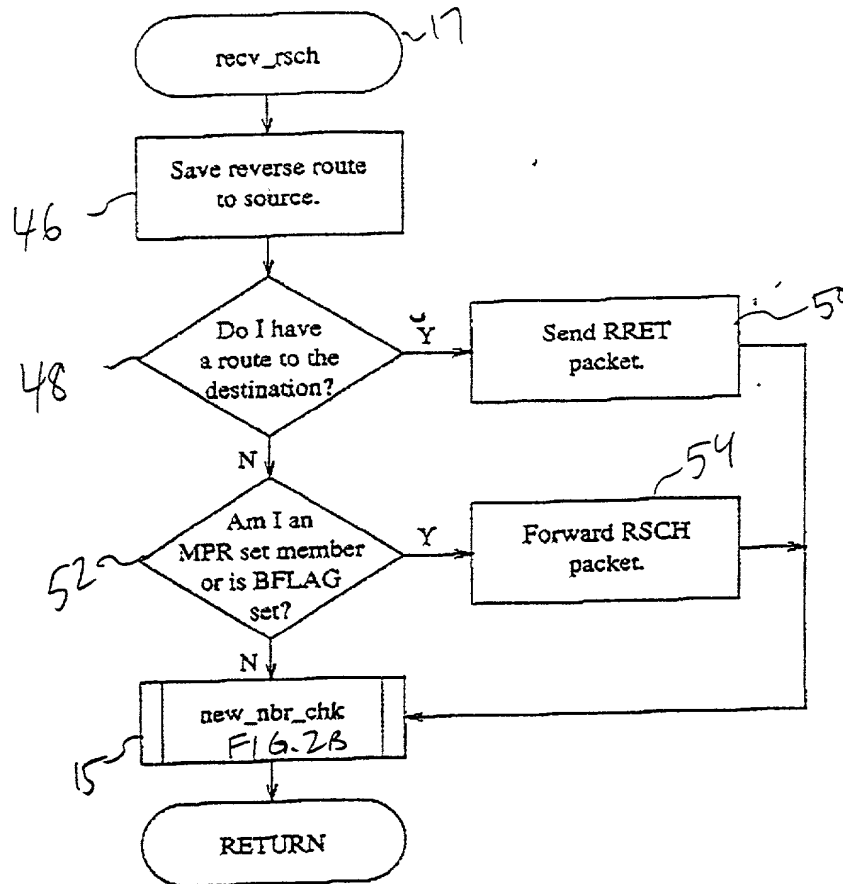 recv_rsch
17
Save reverse route
to source.
46
Do I have
a route to the
destination?
48
Y
Send RRET
packet.
N
Am I an
MPR set member
or is BFLAG
set?
52
Y
54
Forward RSCH
packet.
N
new_nbr_chk
FIG. 2B
15
RETURN